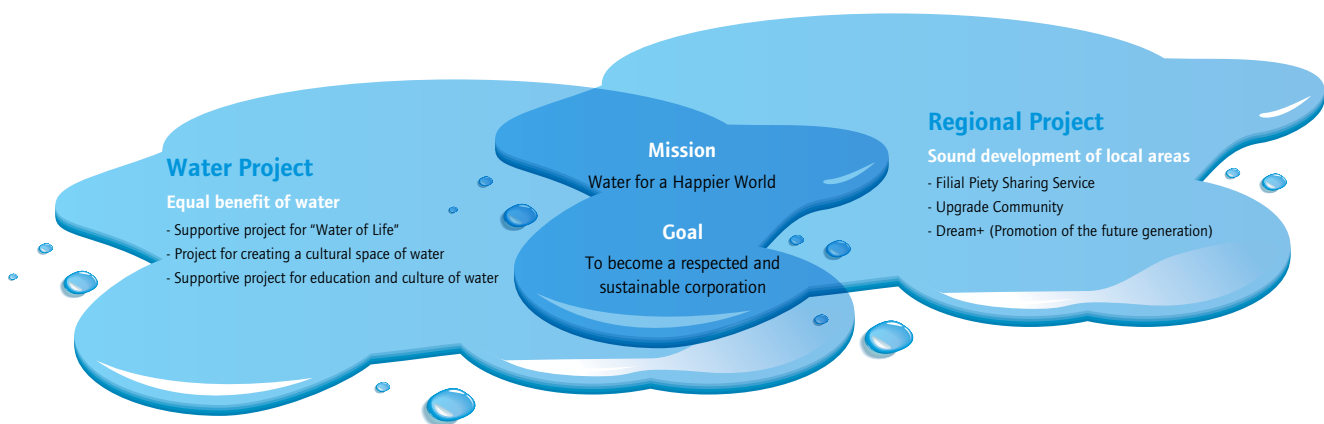 Water Project
Equal benefit of water
- Supportive project for “Water of Life”
- Project for creating a cultural space of water
- Supportive project for education and culture of water
Mission
Water for a Happier World
Goal
To become a respected and
sustainable corporation
Regional Project
Sound development of local areas
- Filial Piety Sharing Service
- Upgrade Community
- Dream+ (Promotion of the future generation)